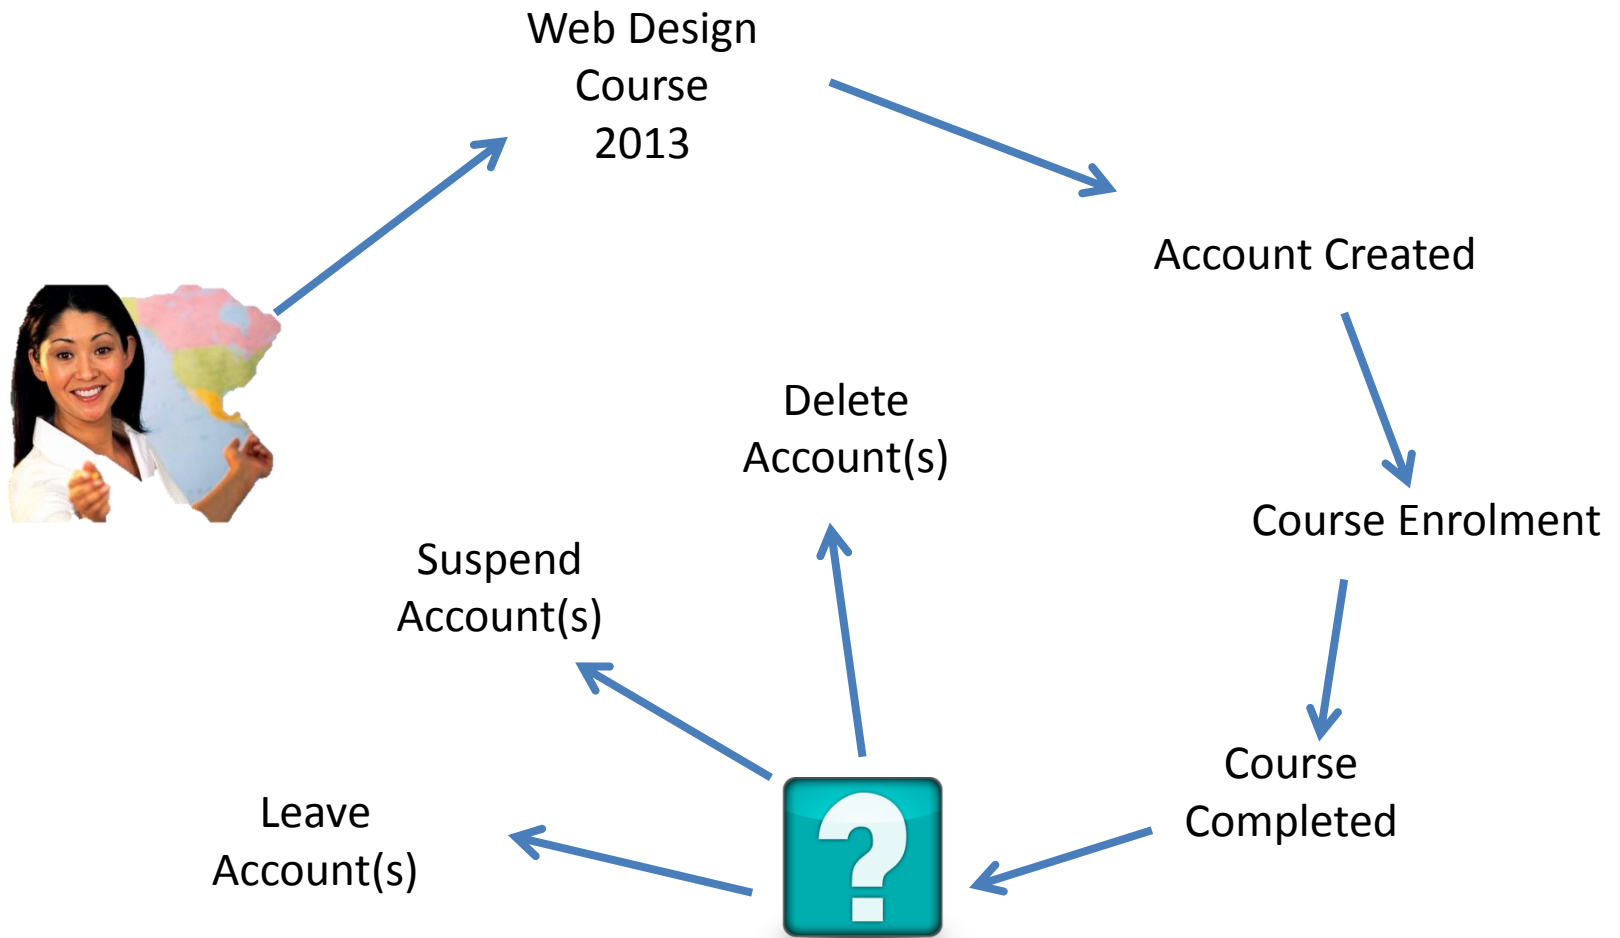 Web Design
Course
2013
Account Created
Course Enrolment
Course
Completed
?
Delete
Account(s)
Suspend
Account(s)
Leave
Account(s)